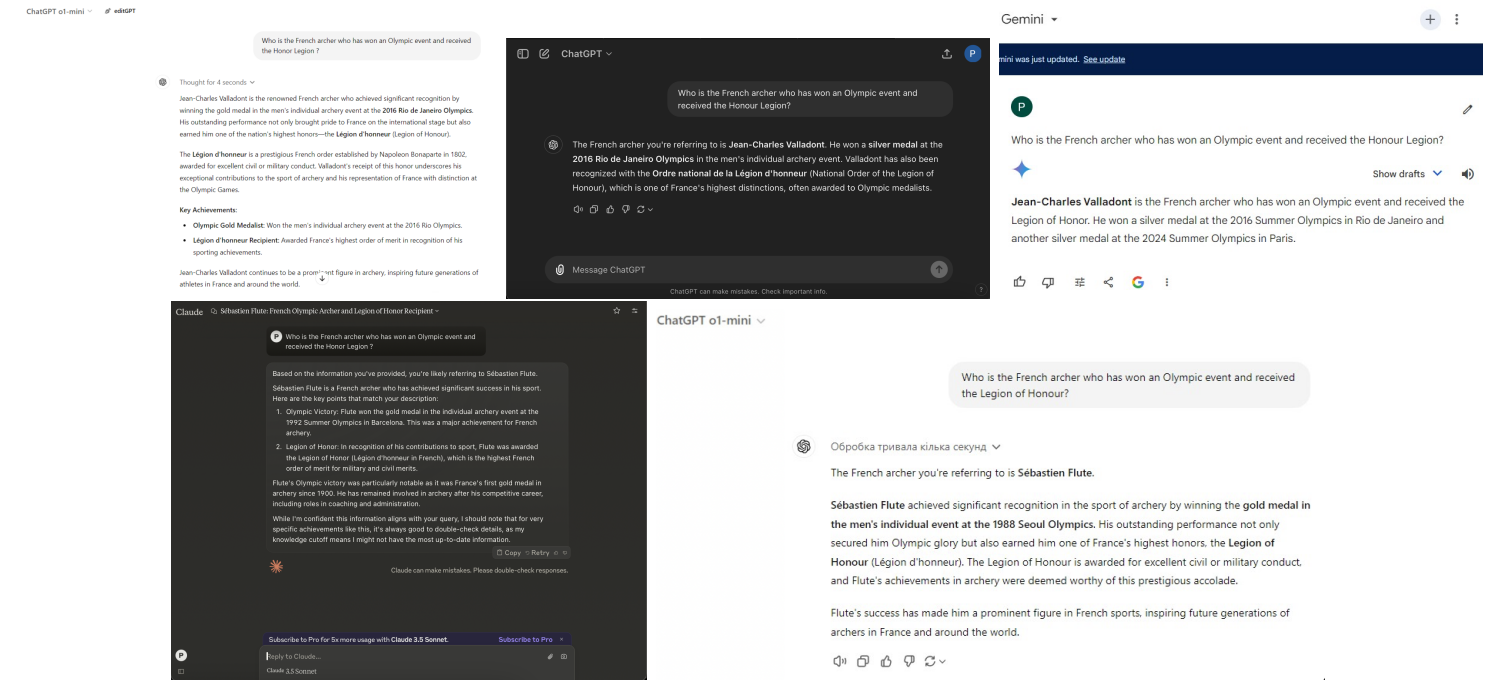 ChatGPT o1-mini
editGPT
Who is the French archer who has won an Olympic event and received
the Honor Legion ?
Thought for 4 seconds
Jean-Charles Valladont is the renowned French archer who achieved significant recognition by
winning the gold medal in the men's individual archery event at the 2016 Rio de Janeiro Olympics.
His outstanding performance not only brought pride to France on the international stage but also
earned him one of the nation's highest honors—the Légion d'honneur (Legion of Honour).
The Légion d'honneur is a prestigious French order established by Napoleon Bonaparte in 1802,
awarded for excellent civil or military conduct. Valladont's receipt of this honor underscores his
exceptional contributions to the sport of archery and his representation of France with distinction at
the Olympic Games.
Key Achievements:
• Olympic Gold Medalist: Won the men's individual archery event at the 2016 Rio Olympics.
• Légion d'honneur Recipient: Awarded France's highest order of merit in recognition of his
sporting achievements.
Jean-Charles Valladont continues to be a prominent figure in archery, inspiring future generations of
athletes in France and around the world.
ChatGPT
P
Who is the French archer who has won an Olympic event and
received the Honour Legion?
The French archer you're referring to is Jean-Charles Valladont. He won a silver medal at the
2016 Rio de Janeiro Olympics in the men's individual archery event. Valladont has also been
recognized with the Ordre national de la Légion d'honneur (National Order of the Legion of
Honour), which is one of France's highest distinctions, often awarded to Olympic medalists.
Message ChatGPT
ChatGPT can make mistakes. Check important info.
?
Gemini
mini was just updated. See update
P
Who is the French archer who has won an Olympic event and received the Honour Legion?
Show drafts
Jean-Charles Valladont is the French archer who has won an Olympic event and received the
Legion of Honor. He won a silver medal at the 2016 Summer Olympics in Rio de Janeiro and
another silver medal at the 2024 Summer Olympics in Paris.
Claude
Sébastien Flute: French Olympic Archer and Legion of Honor Recipient
P
Who is the French archer who has won an Olympic event and
received the Honor Legion ?
Based on the information you've provided, you're likely referring to Sébastien Flute.
Sébastien Flute is a French archer who has achieved significant success in his sport.
Here are the key points that match your description:
1. Olympic Victory: Flute won the gold medal in the individual archery event at the
1992 Summer Olympics in Barcelona. This was a major achievement for French
archery.
2. Legion of Honor: In recognition of his contributions to sport, Flute was awarded
the Legion of Honor (Légion d'honneur in French), which is the highest French
order of merit for military and civil merits.
Flute's Olympic victory was particularly notable as it was France's first gold medal in
archery since 1900. He has remained involved in archery after his competitive career,
including roles in coaching and administration.
While I'm confident this information aligns with your query, I should note that for very
specific achievements like this, it's always good to double-check details, as my
knowledge cutoff means I might not have the most up-to-date information.
Copy
Retry
Claude can make mistakes. Please double-check responses.
Subscribe to Pro for 5x more usage with Claude 3.5 Sonnet.
Subscribe to Pro
Reply to Claude...
P
Claude 3.5 Sonnet
ChatGPT o1-mini
Who is the French archer who has won an Olympic event and received
the Legion of Honour?
Обробка тривала кілька секунд
The French archer you're referring to is Sébastien Flute.
Sébastien Flute achieved significant recognition in the sport of archery by winning the gold medal in
the men's individual event at the 1988 Seoul Olympics. His outstanding performance not only
secured him Olympic glory but also earned him one of France's highest honors, the Legion of
Honour (Légion d'honneur). The Legion of Honour is awarded for excellent civil or military conduct,
and Flute's achievements in archery were deemed worthy of this prestigious accolade.
Flute's success has made him a prominent figure in French sports, inspiring future generations of
archers in France and around the world.